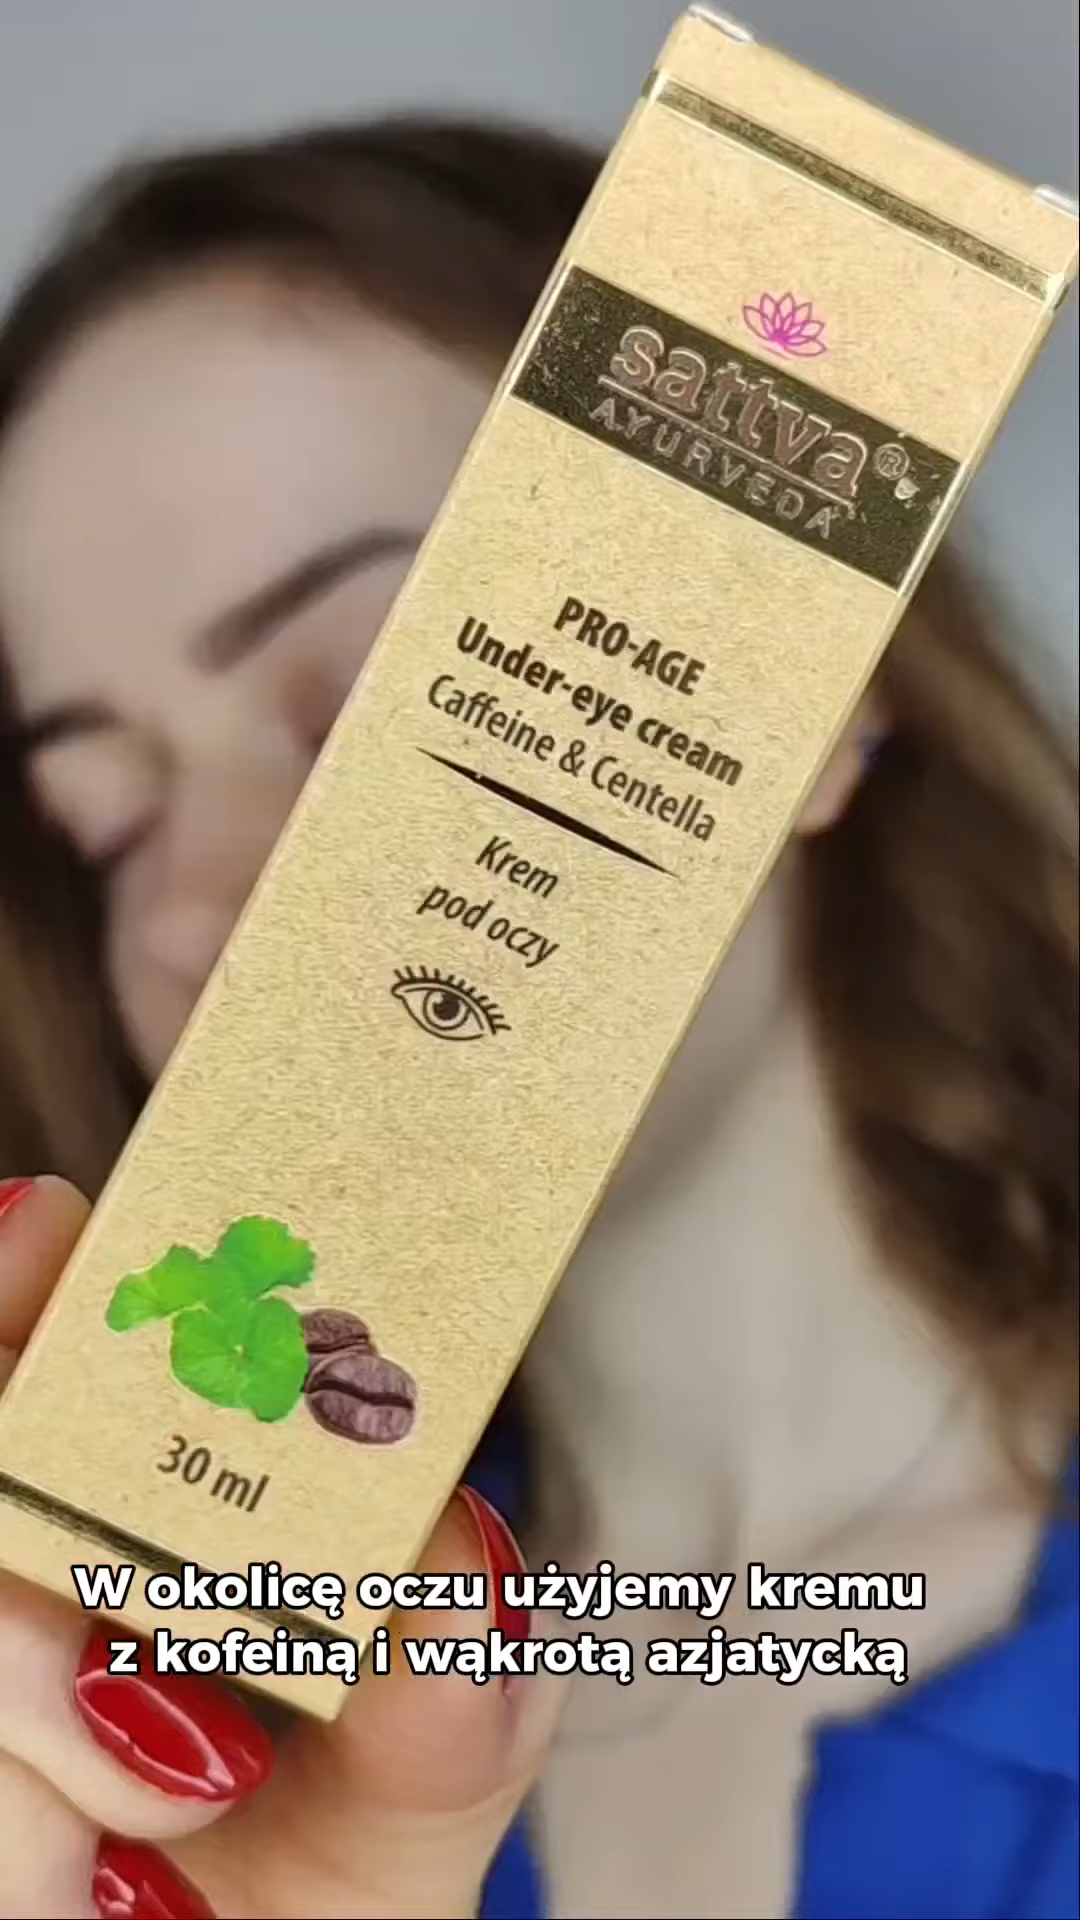 sattva®
AYURVEDA
PRO-AGE
Under-eye cream
Caffeine & Centella
Krem
pod oczy
30 ml
W okolicę oczu użyjemy kremu
z kofeiną i wąkrotą azjatycką